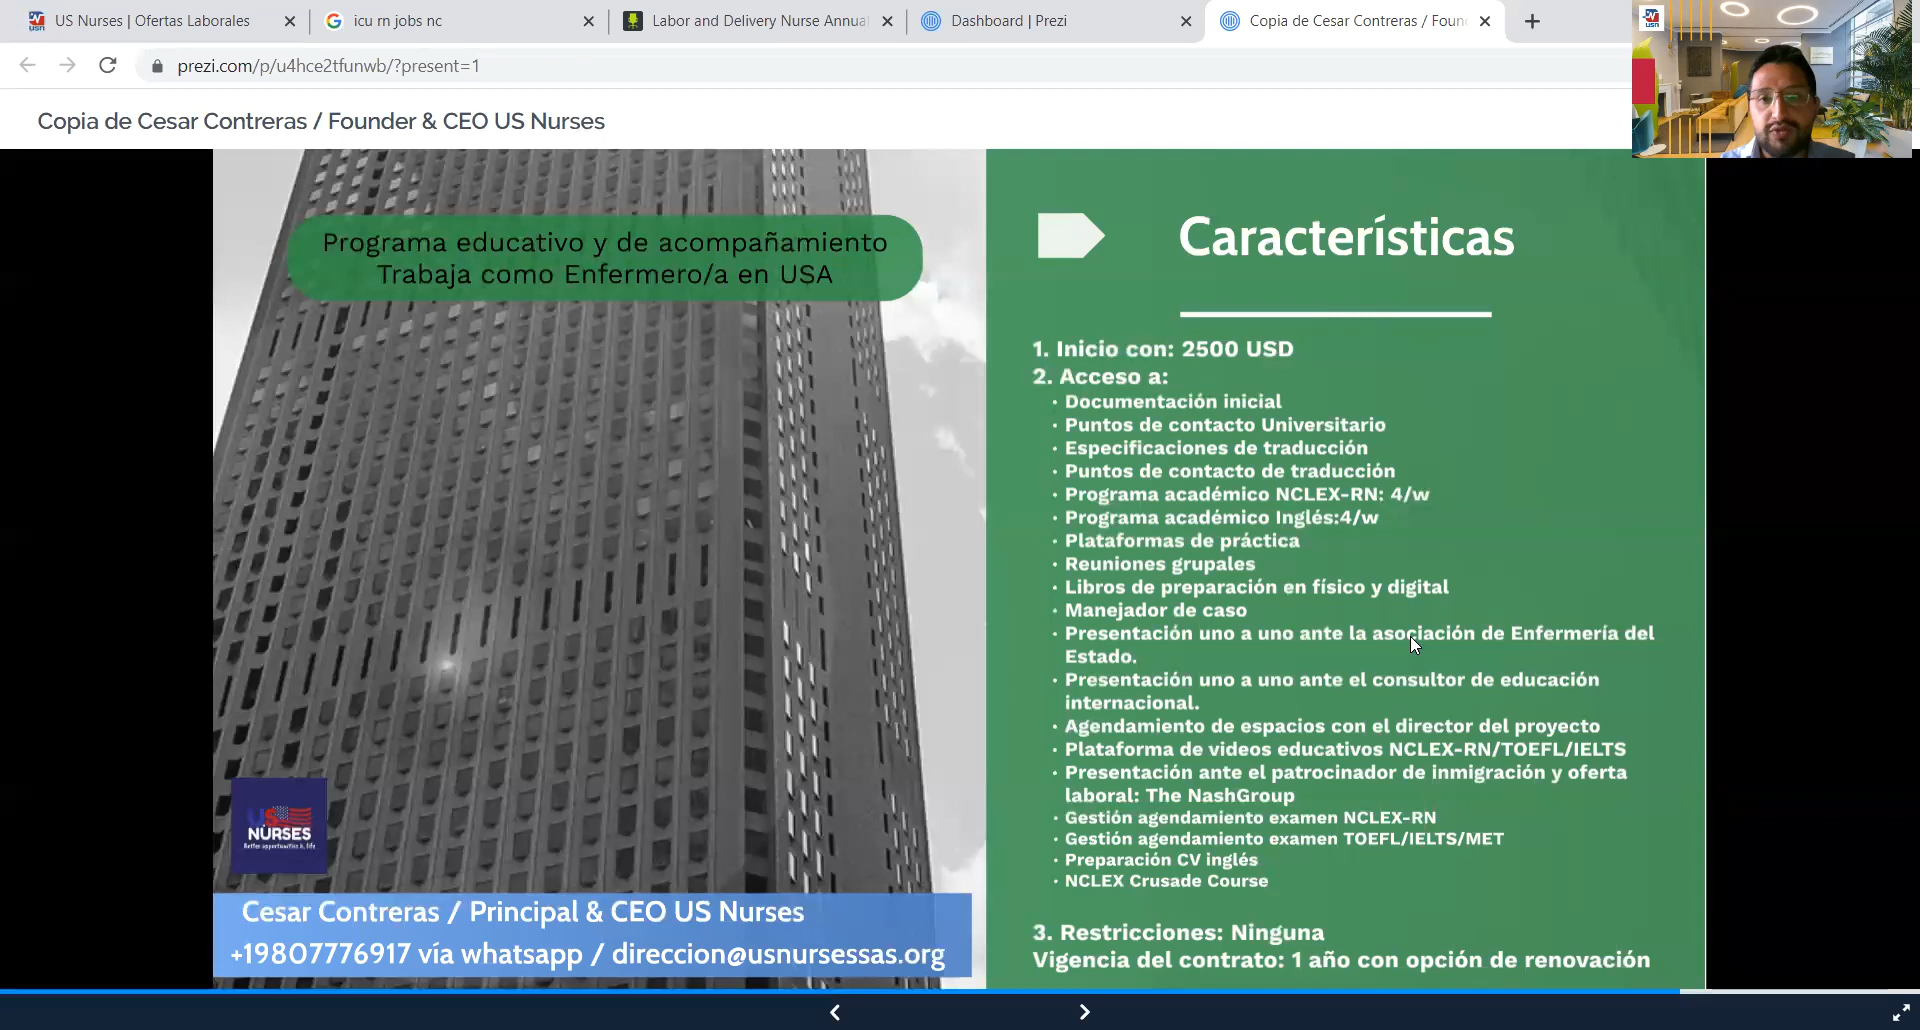 US Nurses | Ofertas Laborales
icu rn jobs nc
Labor and Delivery Nurse Annua
Dashboard | Prezi
Copia de Cesar Contreras / Foun
prezi.com/p/u4hce2tfunwb/?present=1
Copia de Cesar Contreras / Founder & CEO US Nurses
Programa educativo y de acompañamiento
Trabaja como Enfermero/a en USA
US
NURSES
Better opportunities &, life
Cesar Contreras / Principal & CEO US Nurses
+19807776917 vía whatsapp / direccion@usnursessas.org
Características
1. Inicio con: 2500 USD
2. Acceso a:
· Documentación inicial
· Puntos de contacto Universitario
· Especificaciones de traducción
· Puntos de contacto de traducción
· Programa académico NCLEX-RN: 4/w
· Programa académico Inglés:4/w
· Plataformas de práctica
· Reuniones grupales
· Libros de preparación en físico y digital
· Manejador de caso
· Presentación uno a uno ante la asociación de Enfermería del
Estado.
· Presentación uno a uno ante el consultor de educación
internacional.
· Agendamiento de espacios con el director del proyecto
· Plataforma de videos educativos NCLEX-RN/TOEFL/IELTS
· Presentación ante el patrocinador de inmigración y oferta
laboral: The NashGroup
· Gestión agendamiento examen NCLEX-RN
· Gestión agendamiento examen TOEFL/IELTS/MET
· Preparación CV inglés
· NCLEX Crusade Course
3. Restricciones: Ninguna
Vigencia del contrato: 1 año con opción de renovación